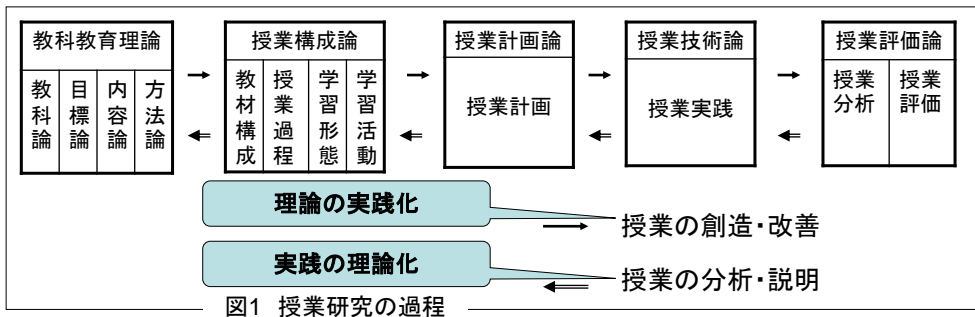 教科教育理論
教科論
目標論
内容論
方法論
授業構成論
教材構成
授業過程
学習形態
学習活動
授業計画論
授業計画
授業技術論
授業実践
授業評価論
授業分析
授業評価
理論の実践化
授業の創造・改善
実践の理論化
授業の分析・説明
図1 授業研究の過程